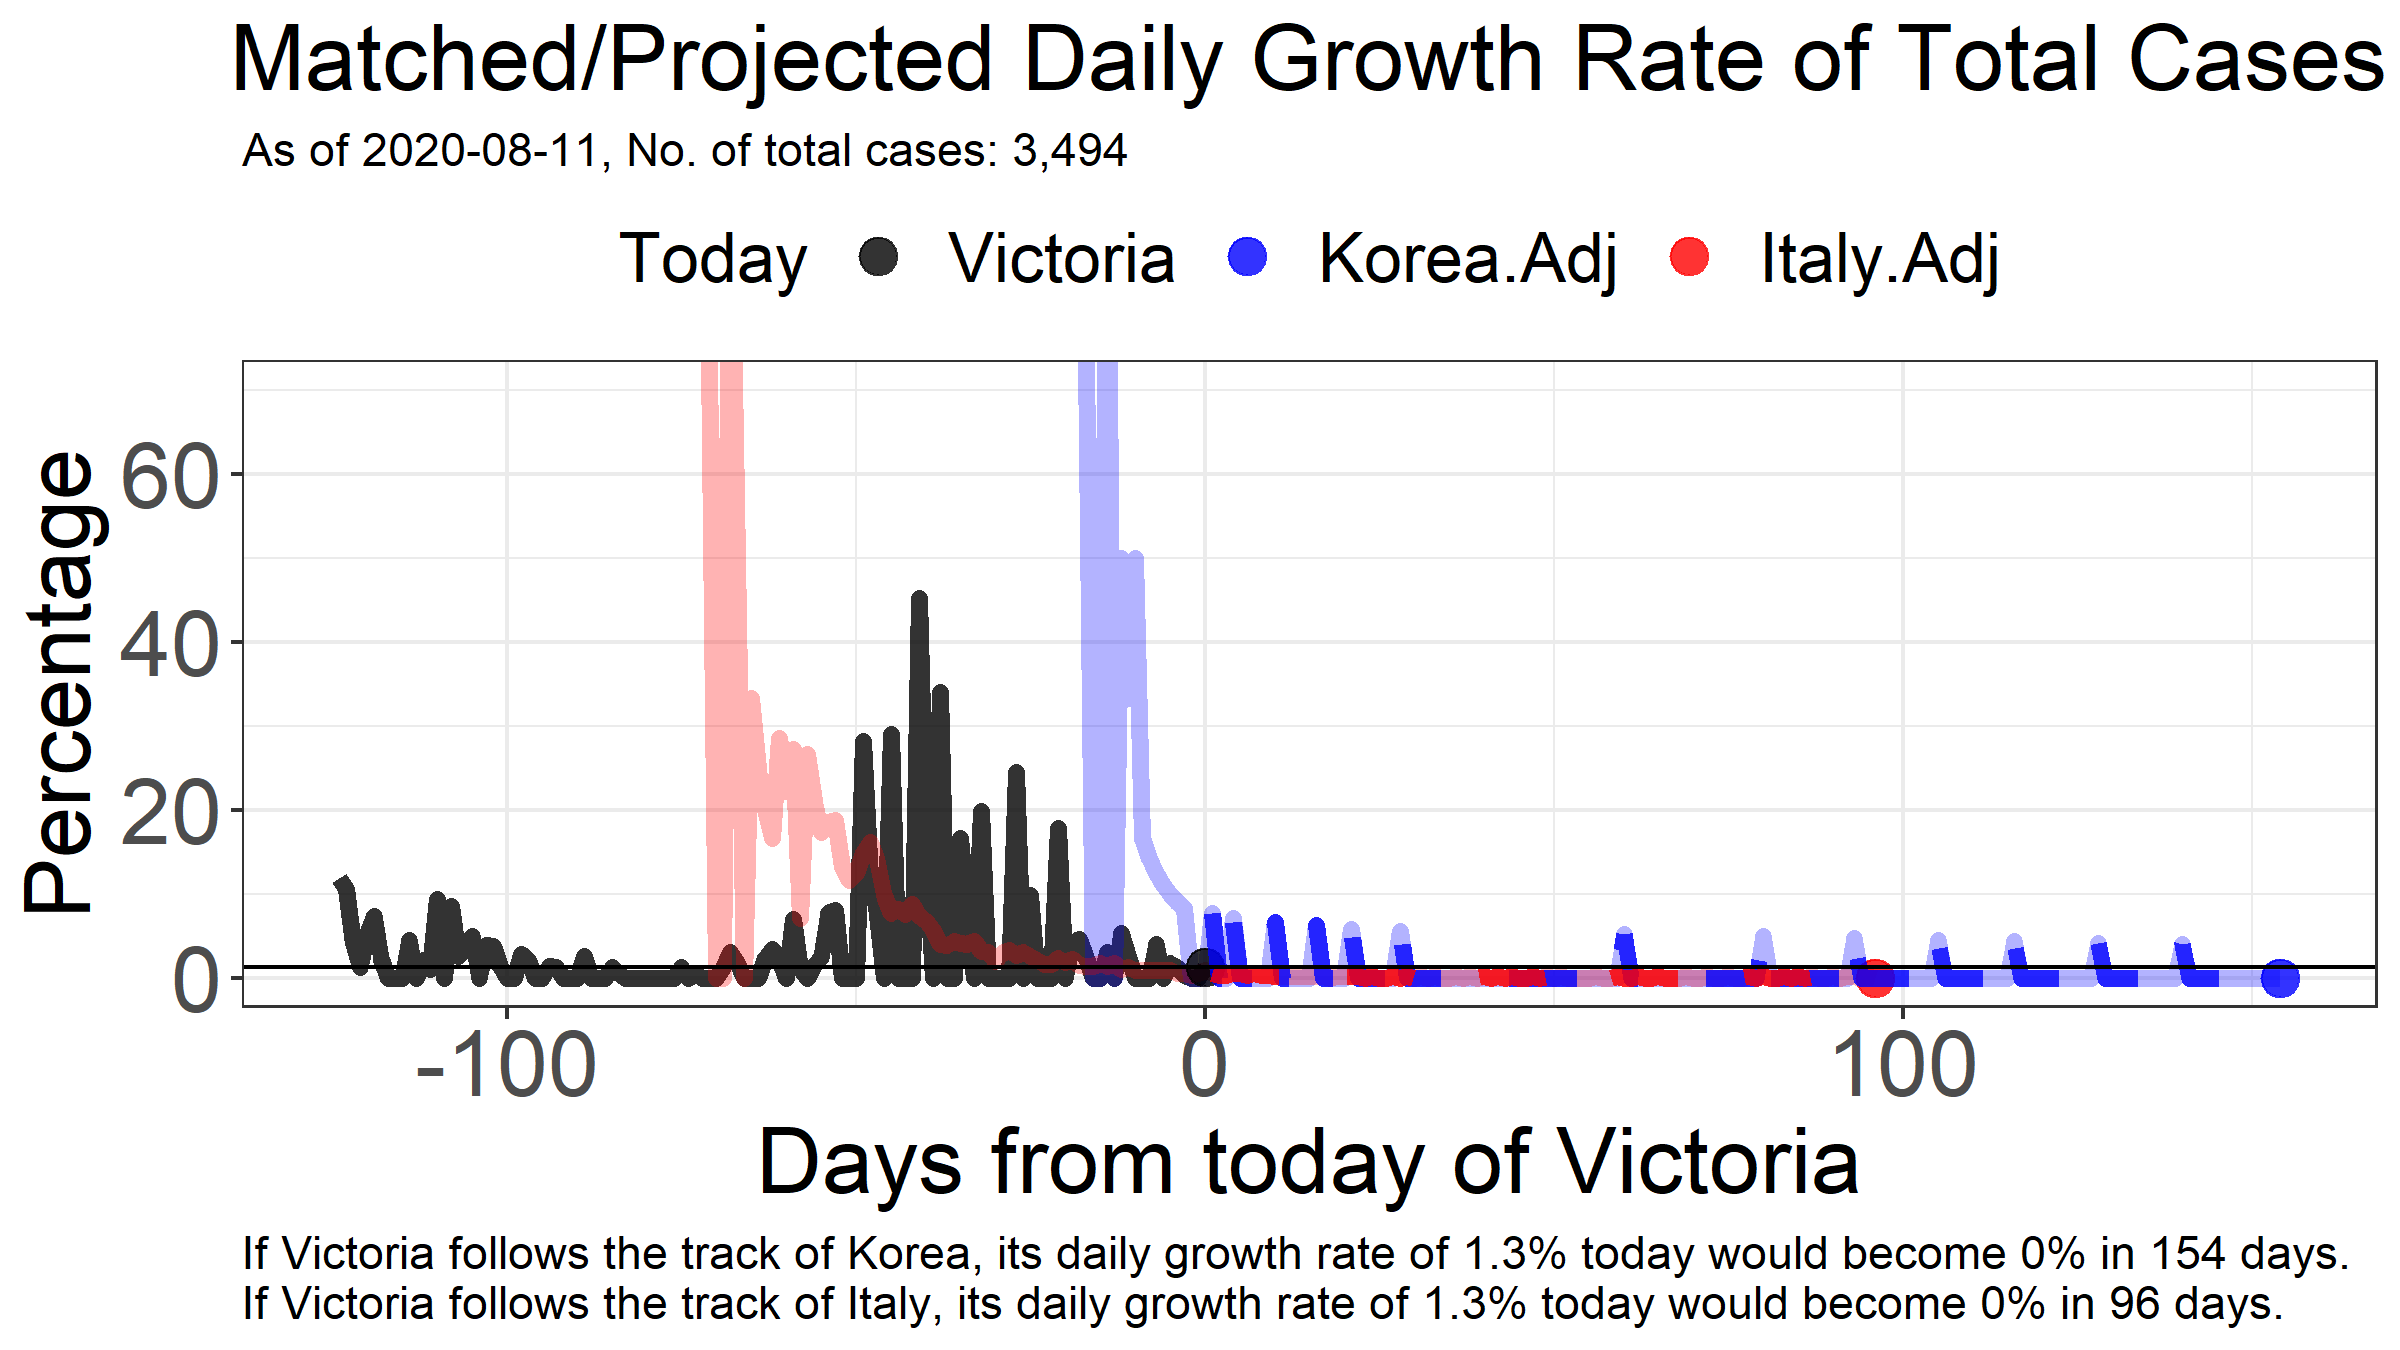 Matched/Projected Daily Growth Rate of Total Cases
As of 2020-08-11, No. of total cases: 3,494
Today Victoria Korea.Adj Italy.Adj
Percentage
60
40
20
0
-100 0 100
Days from today of Victoria
If Victoria follows the track of Korea, its daily growth rate of 1.3% today would become 0% in 154 days.
If Victoria follows the track of Italy, its daily growth rate of 1.3% today would become 0% in 96 days.